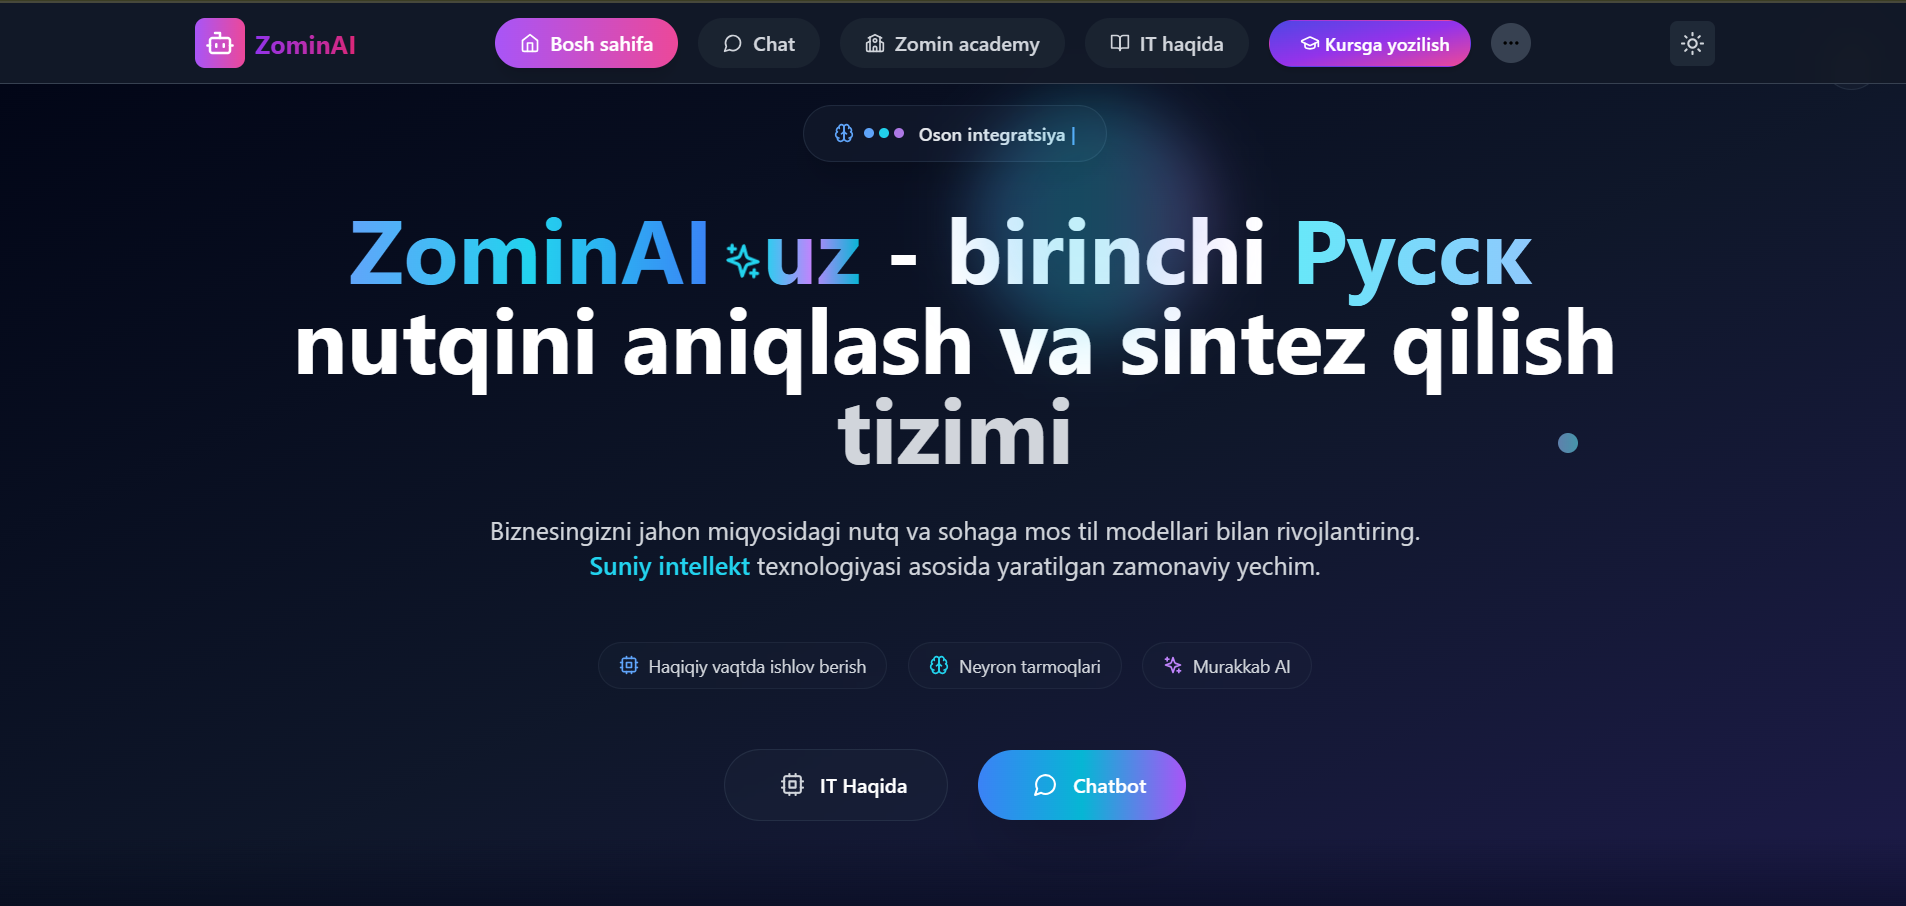 ZominAI
Bosh sahifa
Chat
Zomin academy
IT haqida
Kursga yozilish
Oson integratsiya |
ZominAI uz - birinchi Русск
nutqini aniqlash va sintez qilish
tizimi
Biznesingizni jahon miqyosidagi nutq va sohaga mos til modellari bilan rivojlantiring.
Suniy intellekt texnologiyasi asosida yaratilgan zamonaviy yechim.
Haqiqiy vaqtda ishlov berish
Neyron tarmoqlari
Murakkab AI
IT Haqida
Chatbot